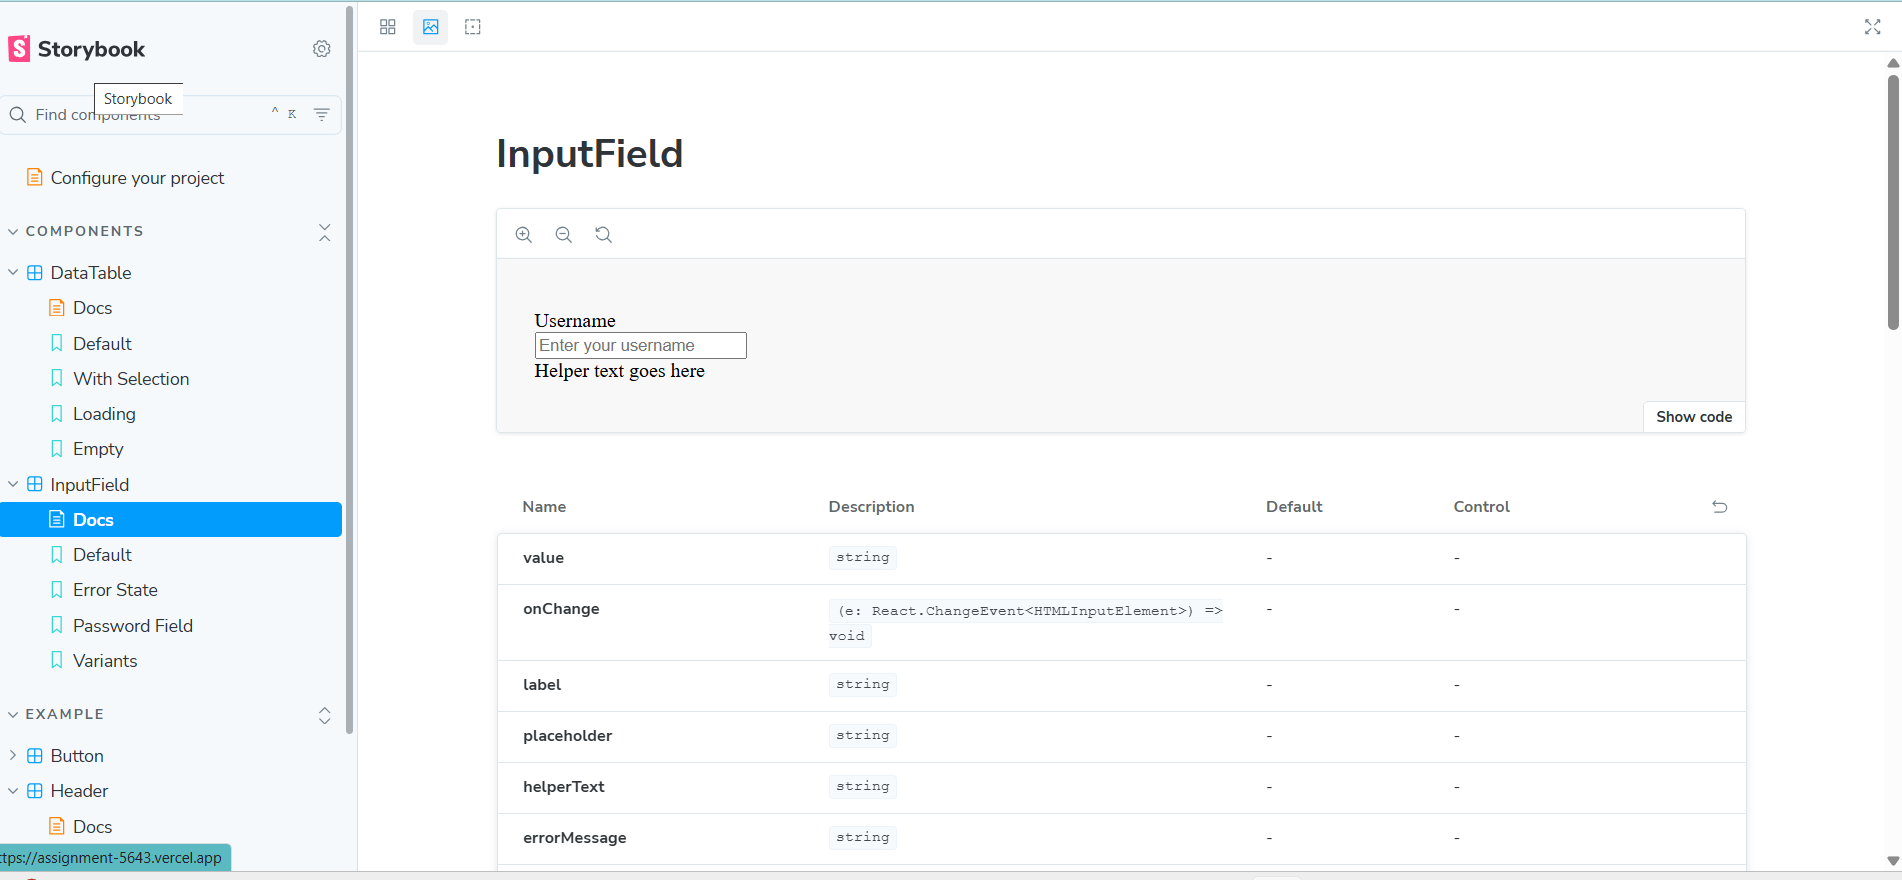 Storybook
Storybook
Find components ^ K
Configure your project
COMPONENTS
DataTable
Docs
Default
With Selection
Loading
Empty
InputField
Docs
Default
Error State
Password Field
Variants
EXAMPLE
Button
Header
Docs
ttps://assignment-5643.vercel.app
InputField
Username
Enter your username
Helper text goes here
Show code
Name Description Default Control
value string - -
onChange (e: React.ChangeEvent<HTMLInputElement>) => - -
void
label string - -
placeholder string - -
helperText string - -
errorMessage string - -